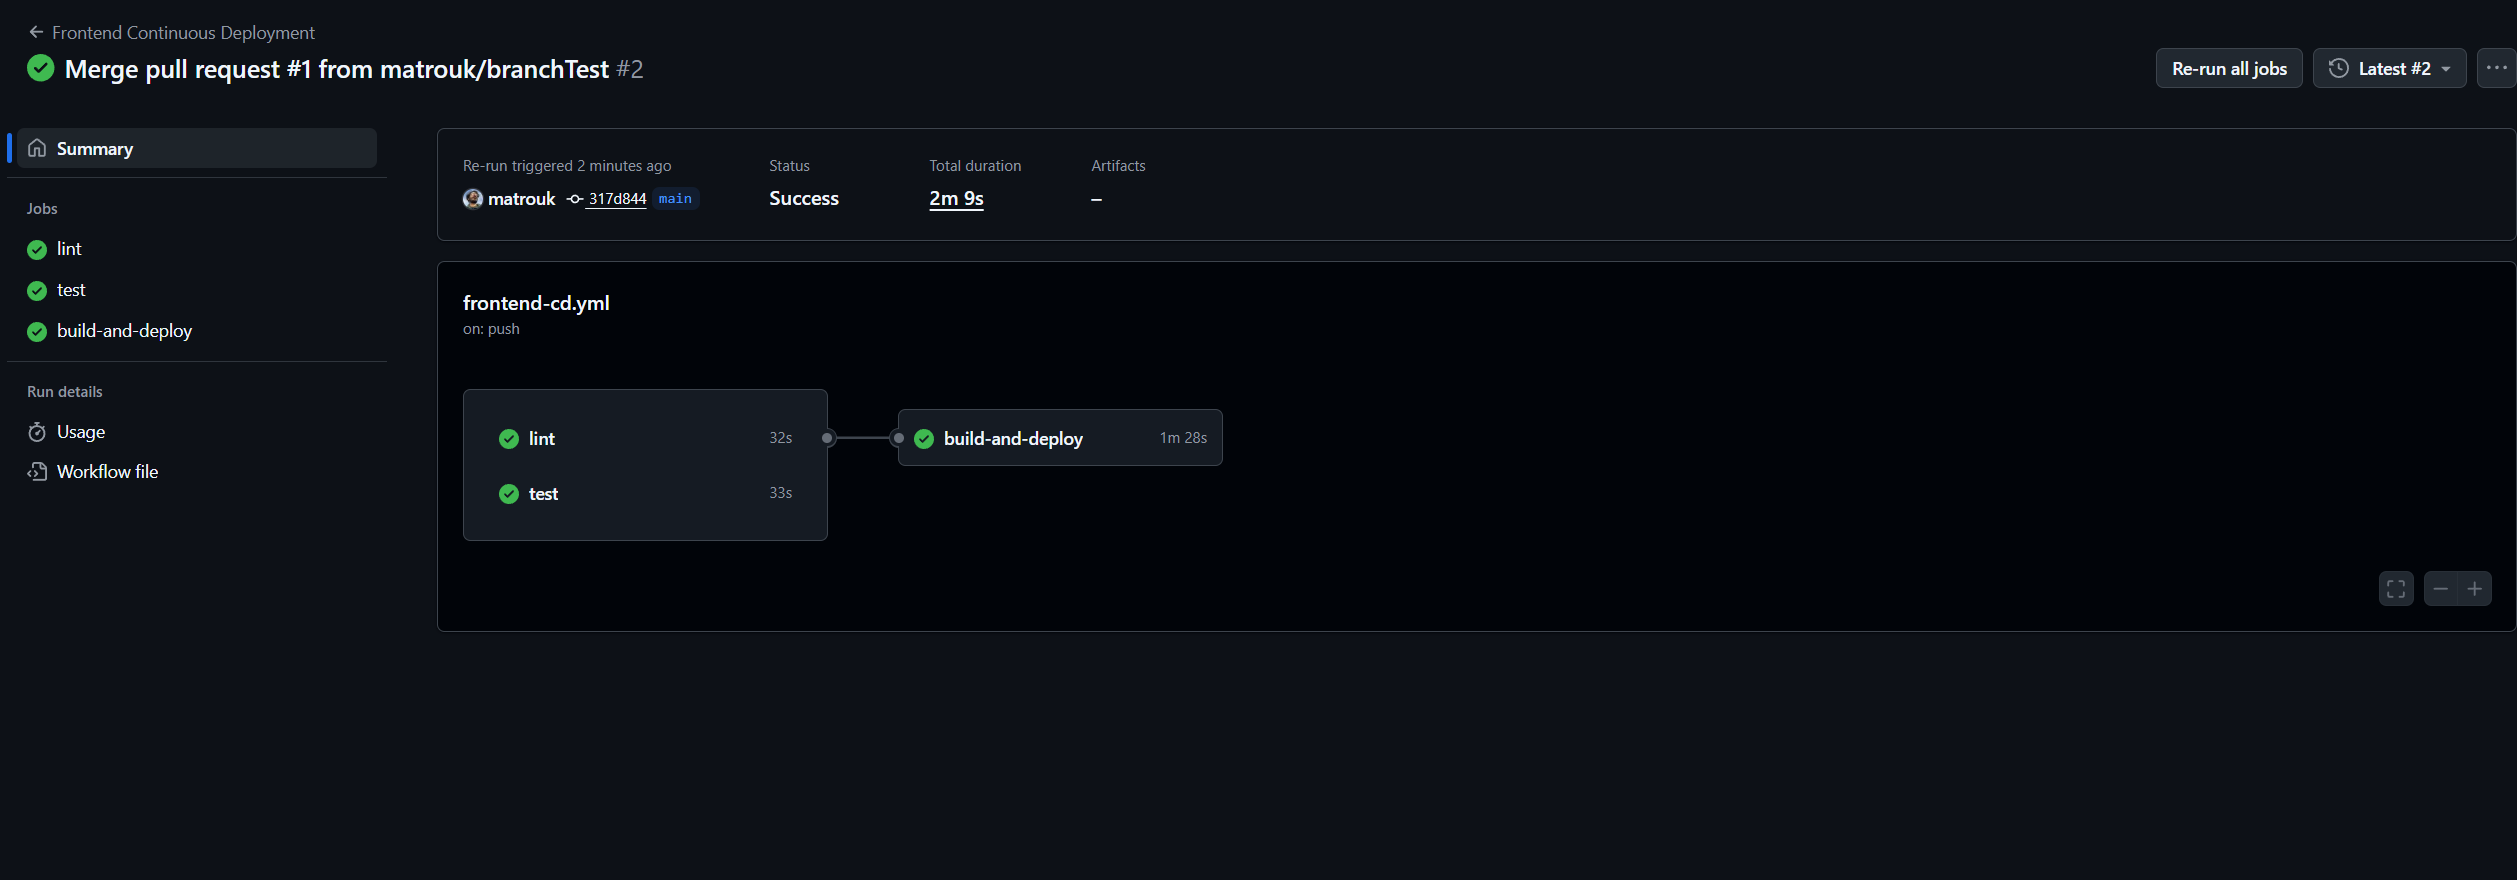 Frontend Continuous Deployment
Merge pull request #1 from matrouk/branchTest #2
Re-run all jobs
Latest #2
Summary
Jobs
lint
test
build-and-deploy
Run details
Usage
Workflow file
Re-run triggered 2 minutes ago
matrouk 317d844 main
Status
Success
Total duration
2m 9s
Artifacts
–
frontend-cd.yml
on: push
lint 32s
test 33s
build-and-deploy 1m 28s